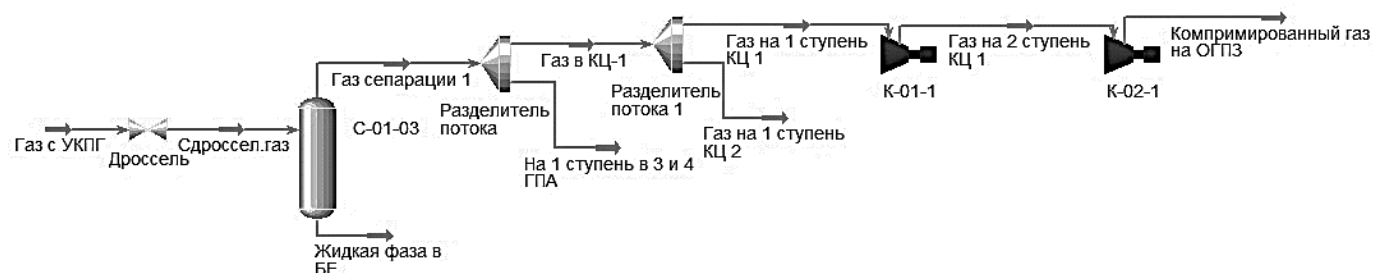 Газ с УКПГ
Дроссель
Сдроссел.газ
С-01-03
Жидкая фаза в
БЕ
Газ сепарации 1
Разделитель
потока
На 1 ступень в 3 и 4
ГПА
Газ в КЦ-1
Разделитель
потока 1
Газ на 1 ступень
КЦ 2
Газ на 1 ступень
КЦ 1
К-01-1
Газ на 2 ступень
КЦ 1
К-02-1
Компримированный газ
на ОГПЗ